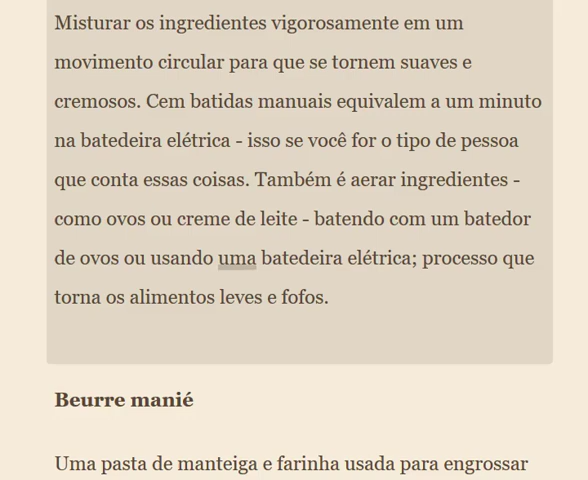 Misturar os ingredientes vigorosamente em um
movimento circular para que se tornem suaves e
cremosos. Cem batidas manuais equivalem a um minuto
na batedeira elétrica - isso se você for o tipo de pessoa
que conta essas coisas. Também é aerar ingredientes -
como ovos ou creme de leite - batendo com um batedor
de ovos ou usando uma batedeira elétrica; processo que
torna os alimentos leves e fofos.
Beurre manié
Uma pasta de manteiga e farinha usada para engrossar